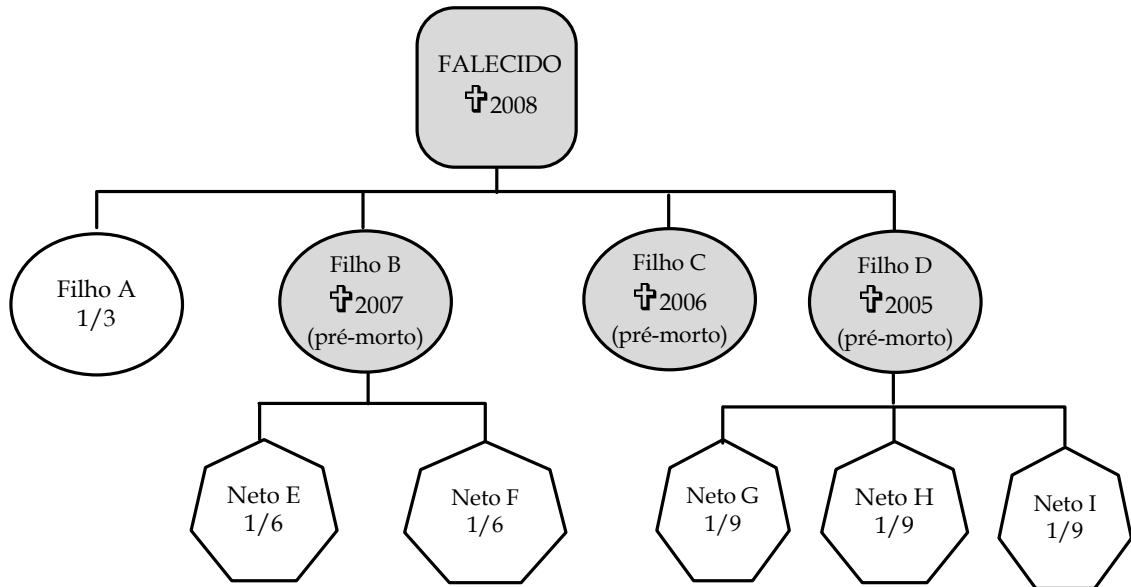 FALECIDO
✞2008
Filho A
1/3
Filho B
✞2007
(pré-morto)
Filho C
✞2006
(pré-morto)
Filho D
✞2005
(pré-morto)
Neto E
1/6
Neto F
1/6
Neto G
1/9
Neto H
1/9
Neto I
1/9